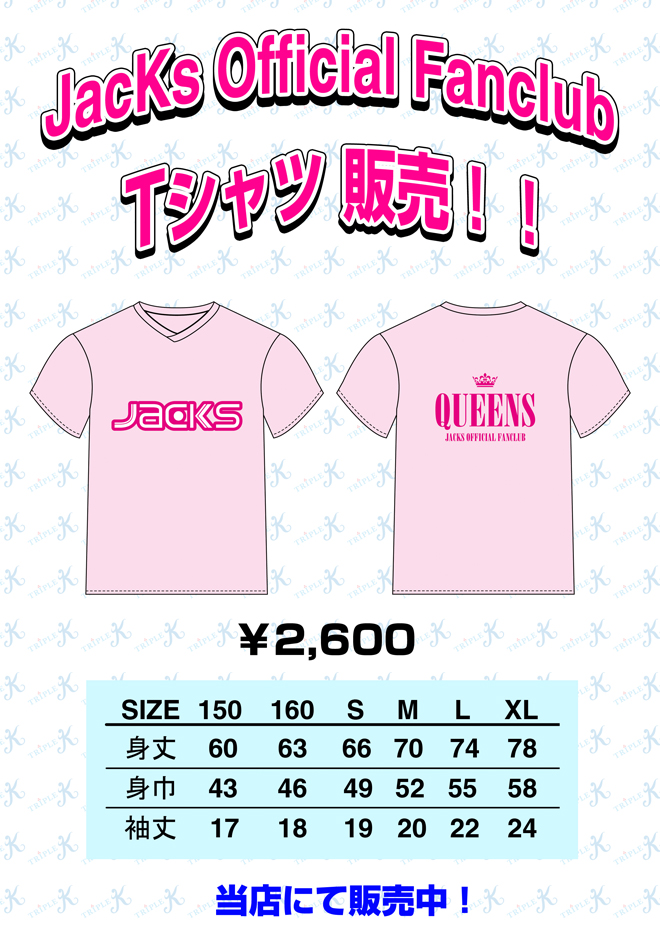 JacKs Official Fanclub
Tシャツ 販売！！
JACKS
QUEENS
JACKS OFFICIAL FANCLUB
￥2,600
SIZE 150 160 S M L XL
身丈 60 63 66 70 74 78
身巾 43 46 49 52 55 58
袖丈 17 18 19 20 22 24
当店にて販売中！
TRIPLE K